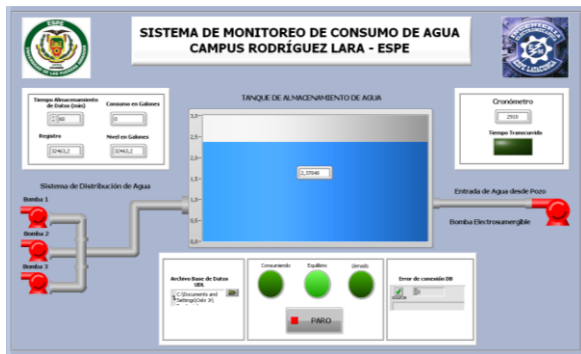 ESPE
SISTEMA DE MONITOREO DE CONSUMO DE AGUA
CAMPUS RODRÍGUEZ LARA - ESPE
Tiempo Almacenamiento
de Datos (min)
60
Consumo en Galones
0
Registro
32463,2
Nivel en Galones
32463,2
TANQUE DE ALMACENAMIENTO DE AGUA
3,0
2,5
2,0
1,5
1,0
0,5
0,0
2,37846
Cronómetro
2910
Tiempo Transcurrido
Sistema de Distribución de Agua
Bomba 1
Bomba 2
Bomba 3
Entrada de Agua desde Pozo
Bomba Electrosumergible
Archivo Base de Datos
UDL
C:\Documents and
Consumiendo
Equilibrio
Llenado
PARO
Error de conexión DB
source